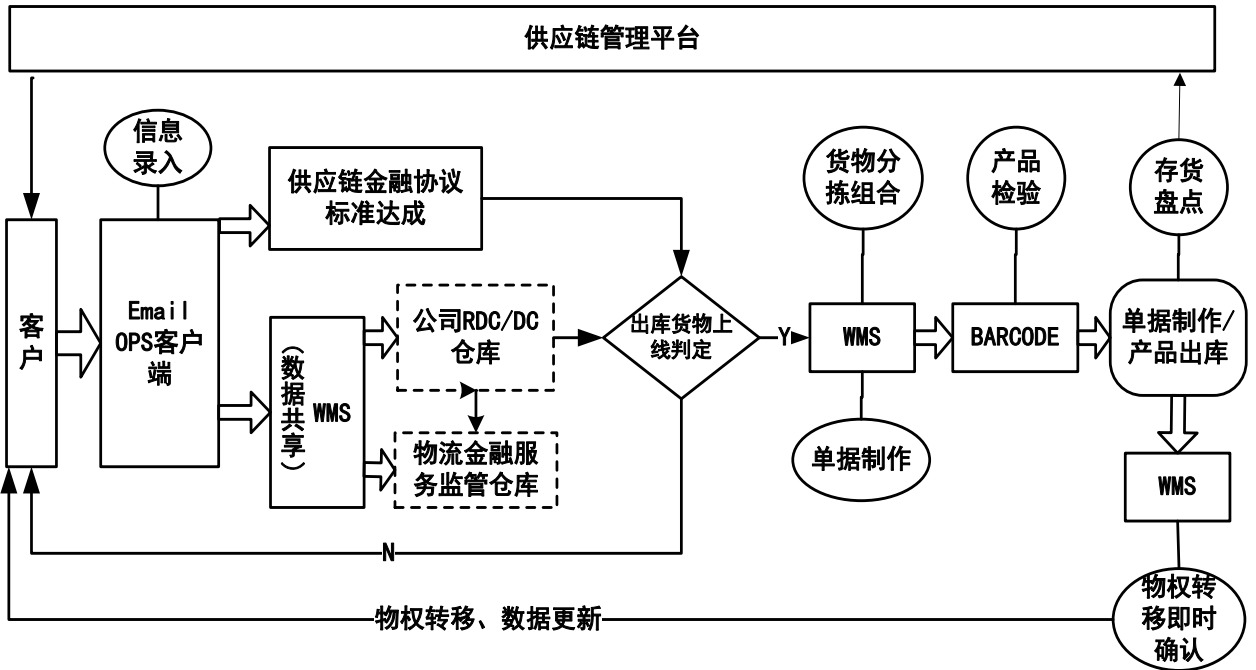 供应链管理平台
信息
录入
供应链金融协议
标准达成
货物分
拣组合
产品
检验
存货
盘点
客
户
Email
OPS客户
端
(数据共享)
WMS
公司RDC/DC
仓库
物流金融服
务监管仓库
出库货物上
线判定
Y
WMS
BARCODE
单据制作/
产品出库
单据制作
WMS
N
物权转移、数据更新
物权转
移即时
确认